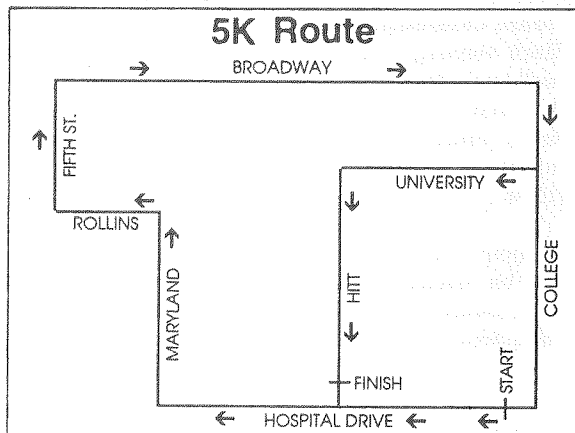 5K Route
BROADWAY
FIFTH ST.
UNIVERSITY
ROLLINS
MARYLAND
HITT
COLLEGE
FINISH
START
HOSPITAL DRIVE